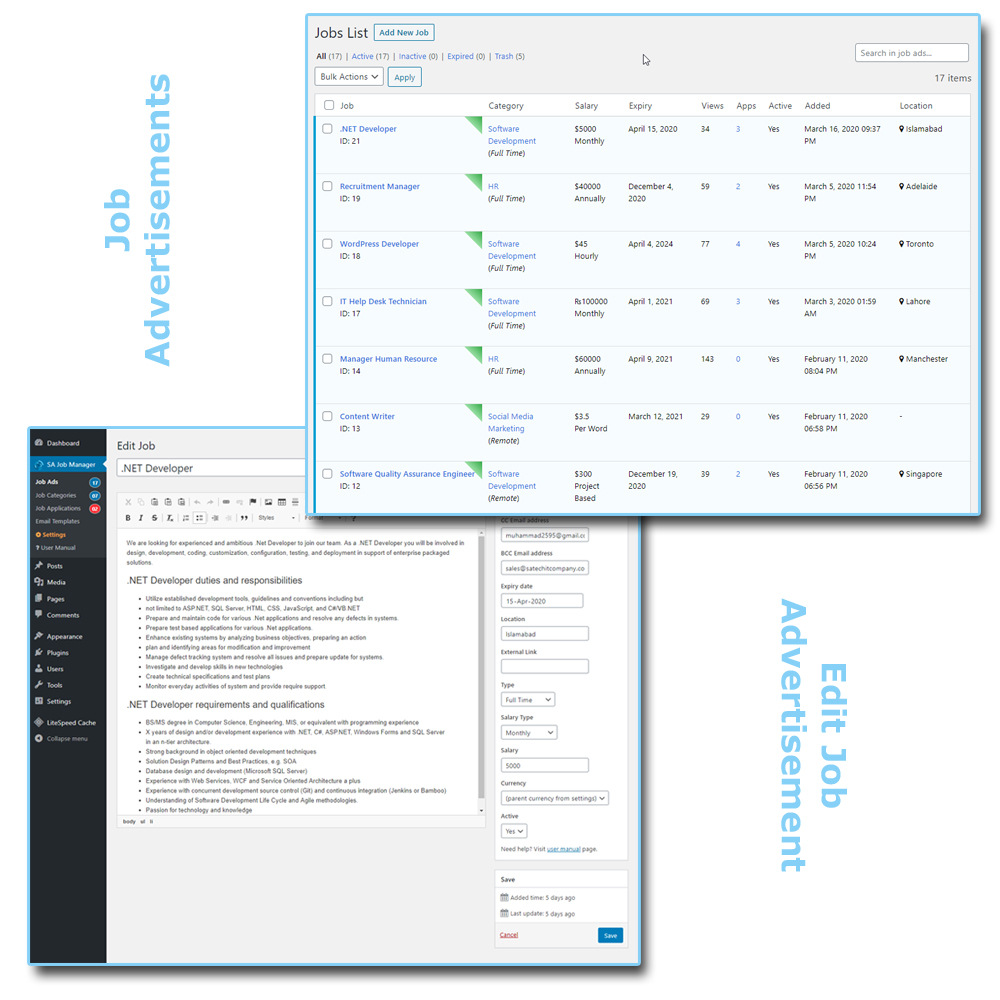 Job
Advertisements
Jobs List
Add New Job
All (17) | Active (17) | Inactive (0) | Expired (0) | Trash (5)
Search in job ads...
Bulk Actions
Apply
17 items
Job Category Salary Expiry Views Apps Active Added Location
.NET Developer
ID: 21
Software
Development
(Full Time)
$5000
Monthly
April 15, 2020
34
3
Yes
March 16, 2020 09:37
PM
Islamabad
Recruitment Manager
ID: 19
HR
(Full Time)
$40000
Annually
December 4,
2020
59
2
Yes
March 5, 2020 11:54
PM
Adelaide
WordPress Developer
ID: 18
Software
Development
(Full Time)
$45
Hourly
April 4, 2024
77
4
Yes
March 5, 2020 10:24
PM
Toronto
IT Help Desk Technician
ID: 17
Software
Development
(Full Time)
₨100000
Monthly
April 1, 2021
69
3
Yes
March 3, 2020 01:59
AM
Lahore
Manager Human Resource
ID: 14
HR
(Full Time)
$60000
Annually
April 9, 2021
143
0
Yes
February 11, 2020
08:04 PM
Manchester
Content Writer
ID: 13
Social Media
Marketing
(Remote)
$3.5
Per Word
March 12, 2021
29
0
Yes
February 11, 2020
06:58 PM
-
Software Quality Assurance Engineer
ID: 12
Software
Development
(Remote)
$300
Project
Based
December 19,
2020
39
2
Yes
February 11, 2020
06:56 PM
Singapore
Dashboard
SA Job Manager
Job Ads 17
Job Categories 07
Job Applications 02
Email Templates
Settings
? User Manual
Posts
Media
Pages
Comments
Appearance
Plugins
Users
Tools
Settings
LiteSpeed Cache
Collapse menu
Edit Job
.NET Developer
B I S
Styles
Format
?
We are looking for experienced and ambitious .Net Developer to join our team. As a .NET Developer you will be involved in
design, development, coding, customization, configuration, testing, and deployment in support of enterprise packaged
solutions.
.NET Developer duties and responsibilities
• Utilize established development tools, guidelines and conventions including but
• not limited to ASP.NET, SQL Server, HTML, CSS, JavaScript, and C#/VB.NET
• Prepare and maintain code for various .Net applications and resolve any defects in systems.
• Prepare test based applications for various .Net applications.
• Enhance existing systems by analyzing business objectives, preparing an action
• plan and identifying areas for modification and improvement
• Manage defect tracking system and resolve all issues and prepare update for systems.
• Investigate and develop skills in new technologies
• Create technical specifications and test plans
• Monitor everyday activities of system and provide require support.
.NET Developer requirements and qualifications
• BS/MS degree in Computer Science, Engineering, MIS, or equivalent with programming experience
• X years of design and/or development experience with .NET, C#, ASP.NET, Windows Forms and SQL Server
in an n-tier architecture.
• Strong background in object oriented development techniques
• Solution Design Patterns and Best Practices, e.g. SOA
• Database design and development (Microsoft SQL Server)
• Experience with Web Services, WCF and Service Oriented Architecture a plus
• Experience with concurrent development source control (Git) and continuous integration (Jenkins or Bamboo)
• Understanding of Software Development Life Cycle and Agile methodologies.
• Passion for technology and knowledge
body ul li
CC Email address
muhammad2595@gmail.cc
BCC Email address
sales@satechitcompany.co
Expiry date
15-Apr-2020
Location
Islamabad
External Link
Type
Full Time
Salary Type
Monthly
Salary
5000
Currency
(parent currency from settings)
Active
Yes
Need help? Visit user manual page.
Save
Added time: 5 days ago
Last update: 5 days ago
Cancel
Save
Edit Job
Advertisement